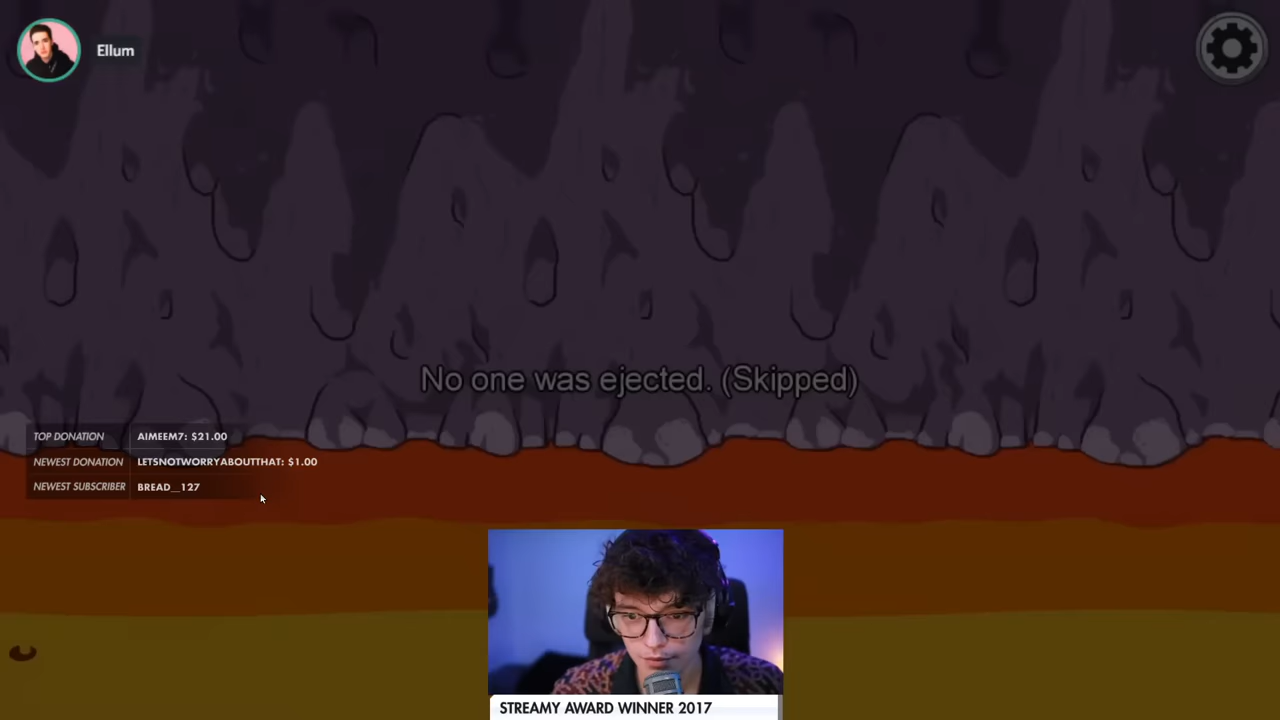 Ellum
No one was ejected. (Skipped)
TOP DONATION AIMEEM7: $21.00
NEWEST DONATION LETSNOTWORRYABOUTTHAT: $1.00
NEWEST SUBSCRIBER BREAD__127
STREAMY AWARD WINNER 2017